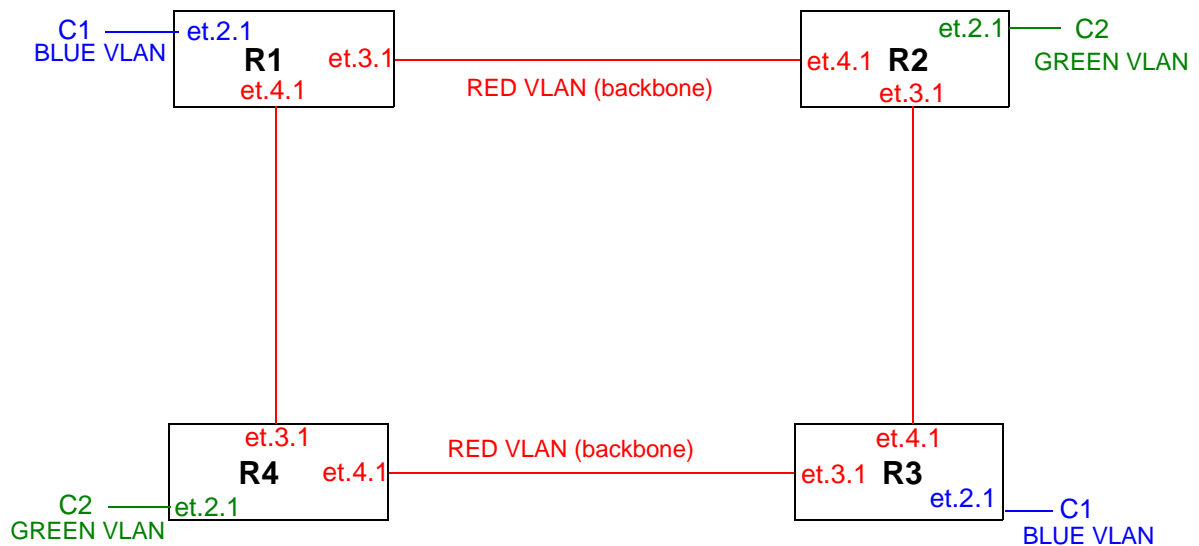 C1
BLUE VLAN
et.2.1
R1
et.3.1
et.4.1
RED VLAN (backbone)
et.2.1
C2
GREEN VLAN
et.4.1
R2
et.3.1
et.3.1
R4
et.4.1
C2
GREEN VLAN
et.2.1
RED VLAN (backbone)
et.4.1
et.3.1
R3
et.2.1
C1
BLUE VLAN